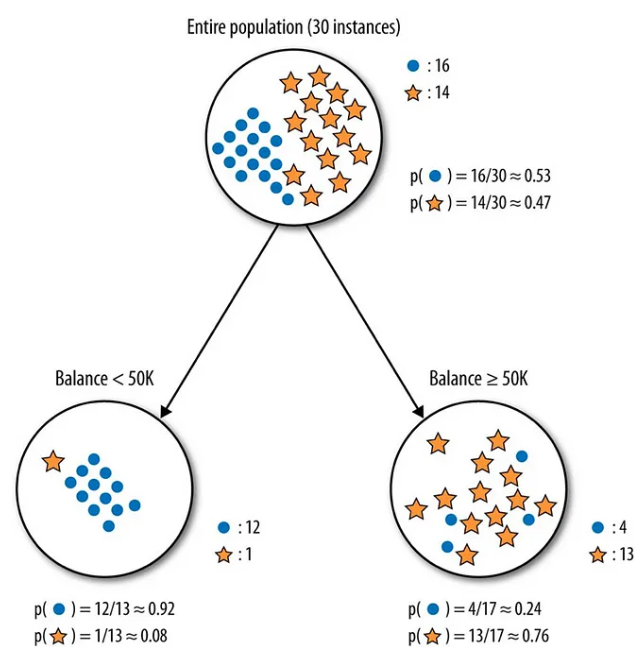 Entire population (30 instances)
: 16
: 14
p( ) = 16/30 ≈ 0.53
p( ) = 14/30 ≈ 0.47
Balance < 50K
Balance ≥ 50K
: 12
: 1
: 4
: 13
p( ) = 12/13 ≈ 0.92
p( ) = 1/13 ≈ 0.08
p( ) = 4/17 ≈ 0.24
p( ) = 13/17 ≈ 0.76